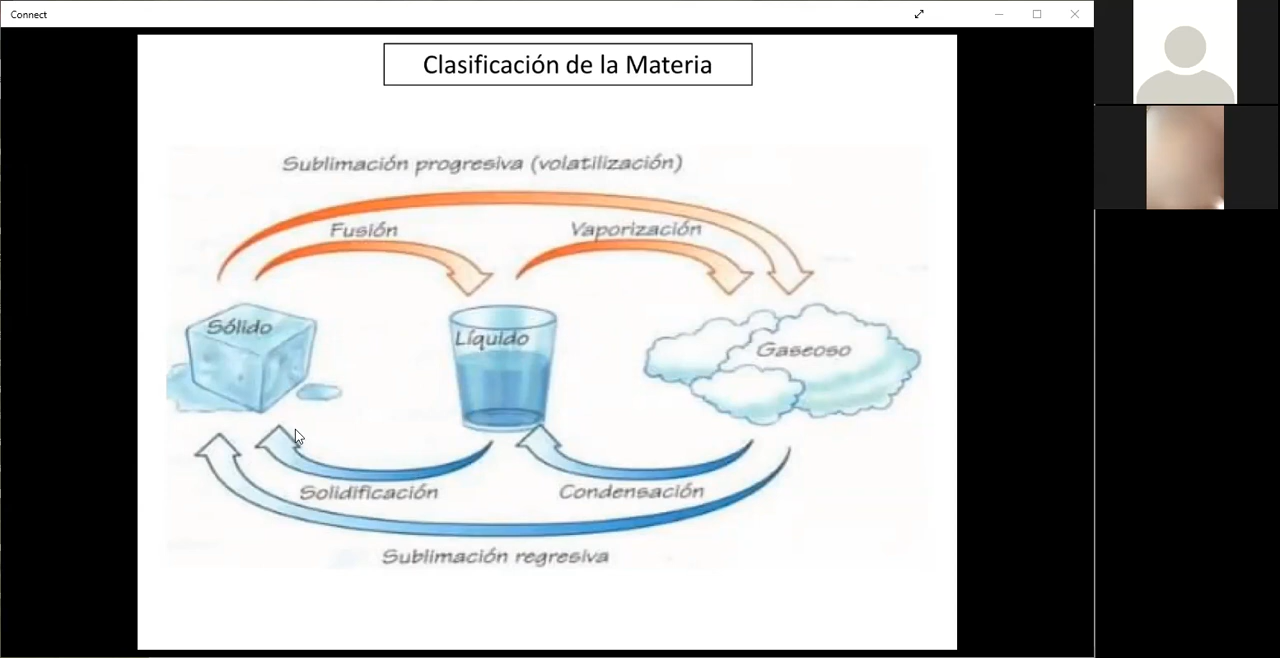 Connect
Clasificación de la Materia
Sublimación progresiva (volatilización)
Fusión
Vaporización
Sólido
Líquido
Gaseoso
Solidificación
Condensación
Sublimación regresiva